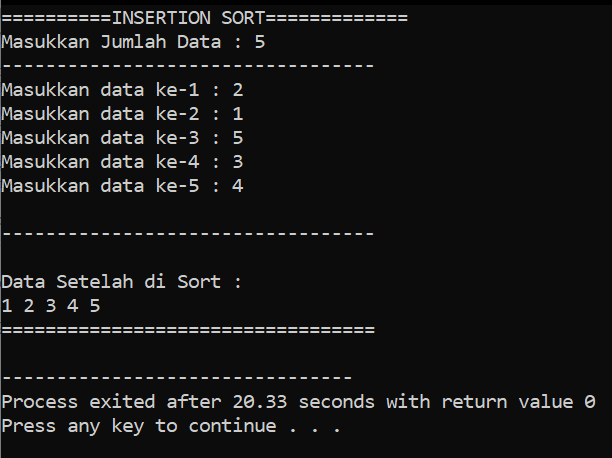 ==========INSERTION SORT=============
Masukkan Jumlah Data : 5
----------------------------------
Masukkan data ke-1 : 2
Masukkan data ke-2 : 1
Masukkan data ke-3 : 5
Masukkan data ke-4 : 3
Masukkan data ke-5 : 4
----------------------------------
Data Setelah di Sort :
1 2 3 4 5
==================================
--------------------------------
Process exited after 20.33 seconds with return value 0
Press any key to continue . . .